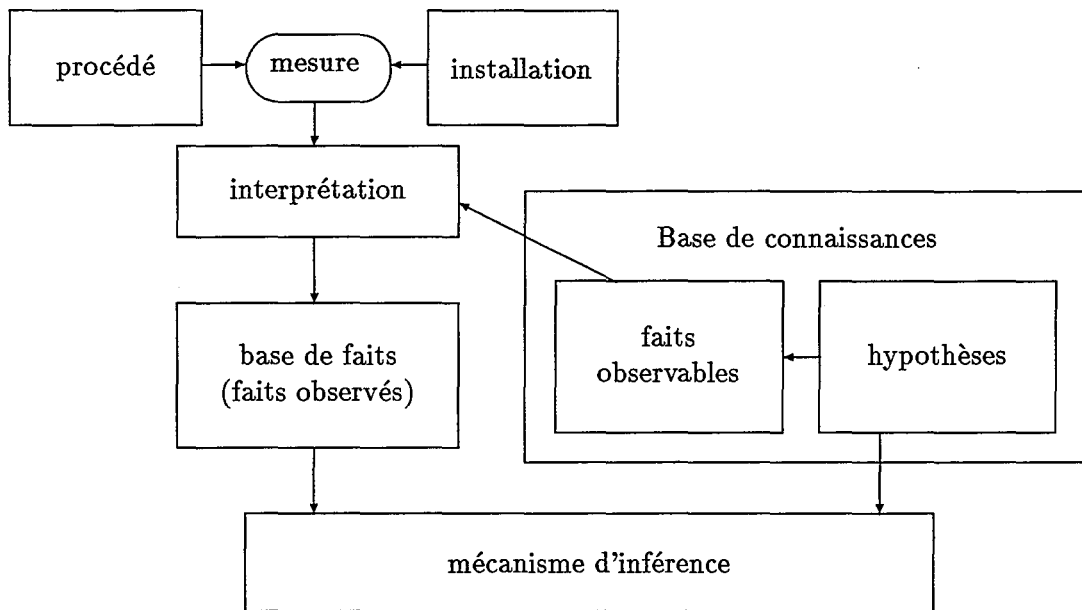 procédé
mesure
installation
interprétation
Base de connaissances
base de faits
(faits observés)
faits
observables
hypothèses
mécanisme d'inférence